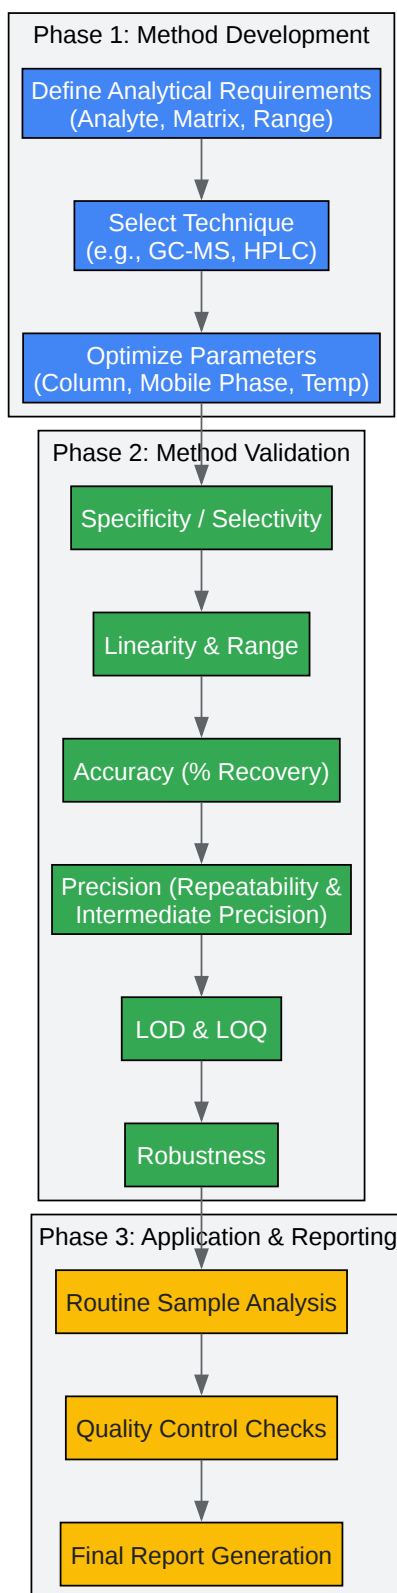 Phase 1: Method Development
Define Analytical Requirements
(Analyte, Matrix, Range)
Select Technique
(e.g., GC-MS, HPLC)
Optimize Parameters
(Column, Mobile Phase, Temp)
Phase 2: Method Validation
Specificity / Selectivity
Linearity & Range
Accuracy (% Recovery)
Precision (Repeatability &
Intermediate Precision)
LOD & LOQ
Robustness
Phase 3: Application & Reporting
Routine Sample Analysis
Quality Control Checks
Final Report Generation